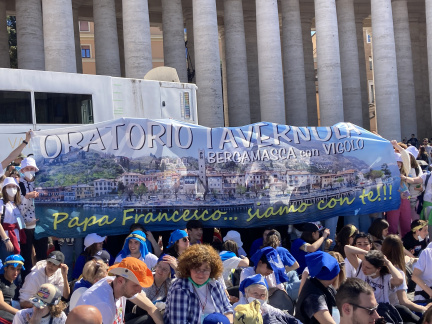 ORATORIO TAVERNOLA
BERGAMASCA con VIGOLO
Papa Francesco... siamo con te!!!